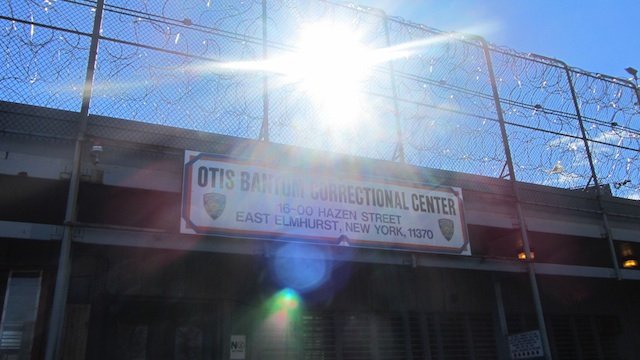 OTIS BANTUM CORRECTIONAL CENTER
16-00 HAZEN STREET
EAST ELMHURST, NEW YORK, 11370